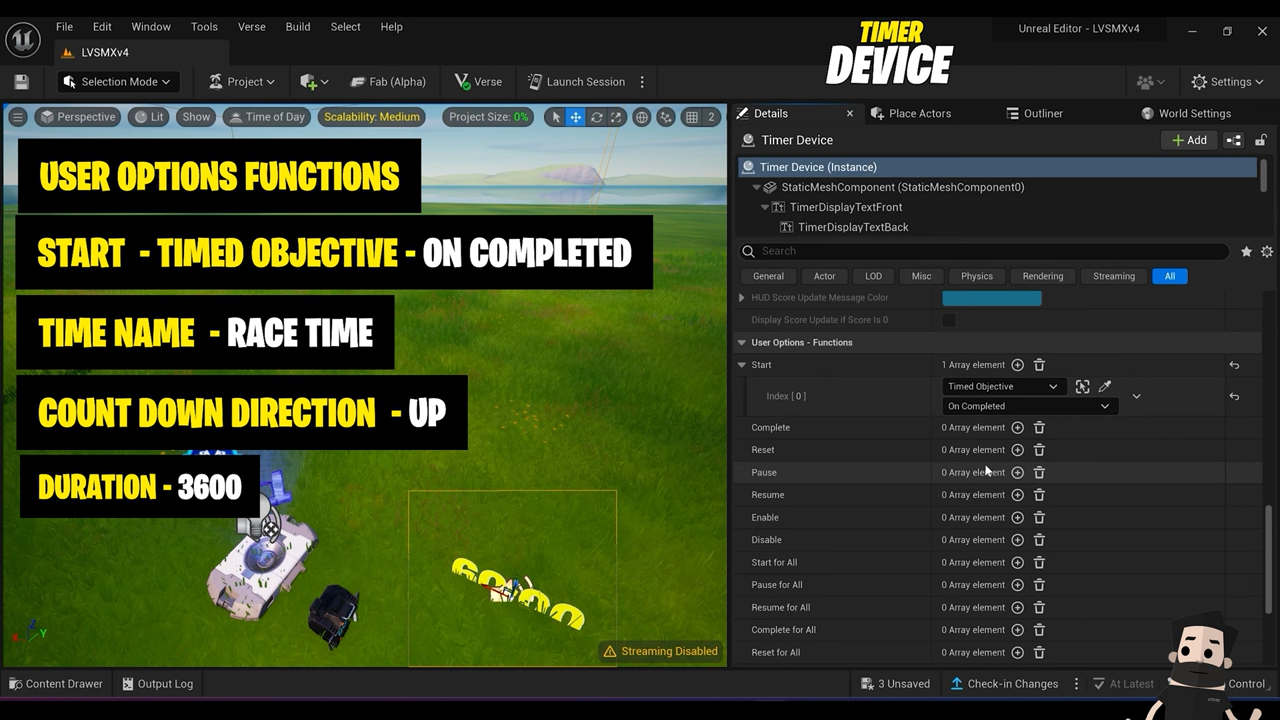 File Edit Window Tools Verse Build Select Help
TIMER
DEVICE
Unreal Editor - LVSMXv4
LVSMXv4
Selection Mode
Project
Fab (Alpha)
Verse
Launch Session
Settings
Perspective
Lit
Show
Time of Day
Scalability: Medium
Project Size: 0%
2
Details
Place Actors
Outliner
World Settings
Timer Device
Add
Timer Device (Instance)
StaticMeshComponent (StaticMeshComponent0)
TimerDisplayTextFront
TimerDisplayTextBack
Search
General Actor LOD Misc Physics Rendering Streaming All
USER OPTIONS FUNCTIONS
START - TIMED OBJECTIVE - ON COMPLETED
TIME NAME - RACE TIME
COUNT DOWN DIRECTION - UP
DURATION - 3600
HUD Score Update Message Color
Display Score Update if Score Is 0
User Options - Functions
Start 1 Array element
Index [ 0 ] Timed Objective
On Completed
Complete 0 Array element
Reset 0 Array element
Pause 0 Array element
Resume 0 Array element
Enable 0 Array element
Disable 0 Array element
Start for All 0 Array element
Pause for All 0 Array element
Resume for All 0 Array element
Complete for All 0 Array element
Reset for All 0 Array element
Streaming Disabled
Content Drawer
Output Log
3 Unsaved
Check-in Changes
At Latest
Control